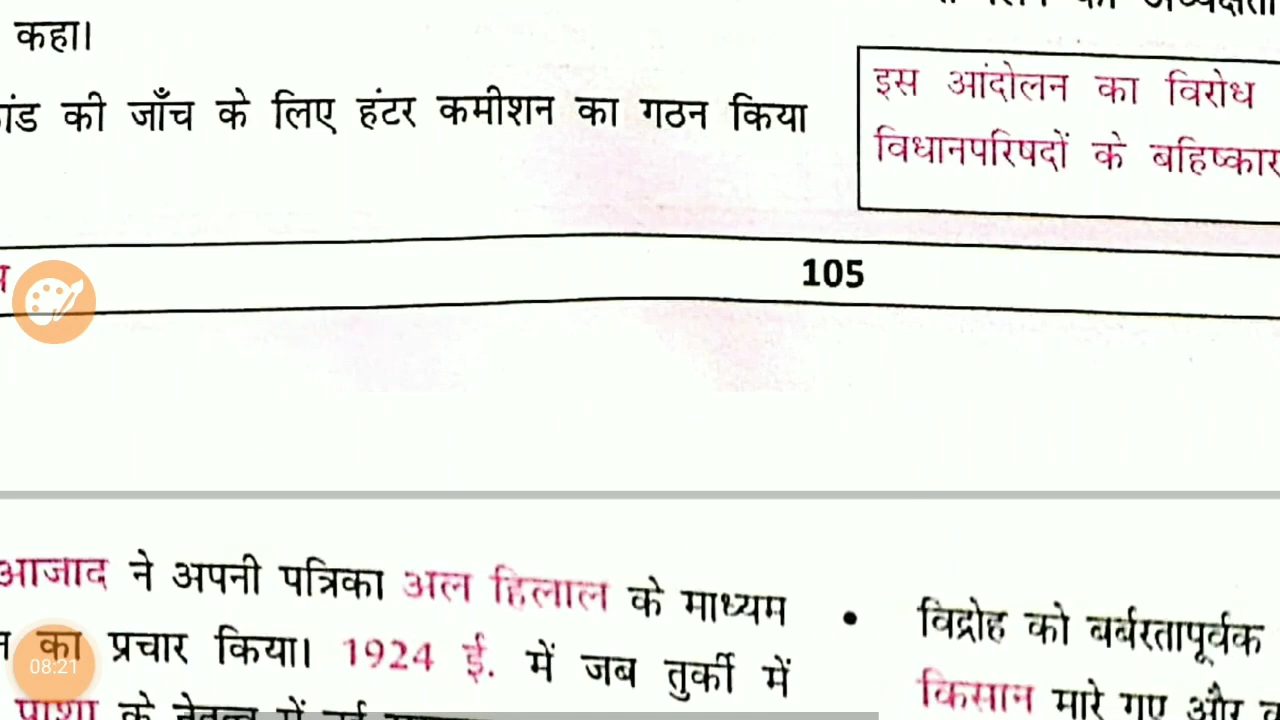 कहा।
की जाँच के लिए हंटर कमीशन का गठन किया
इस आंदोलन का विरोध
विधानपरिषदों के बहिष्कार
105
आजाद ने अपनी पत्रिका अल हिलाल के माध्यम
का प्रचार किया। 1924 ई. में जब तुर्की में
पाशा के नेतृत्व में
• विद्रोह को बर्बरतापूर्वक
किसान मारे गए और
08:21